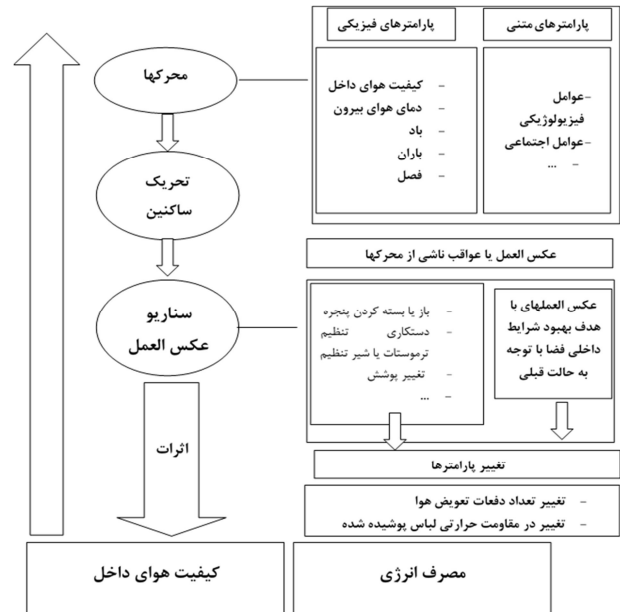 پارامترهای متنی
پارامترهای فیزیکی
محرکها
- کیفیت هوای داخل
- دمای هوای بیرون
- باد
- باران
- فصل
-عوامل
فیزیولوژیکی
-عوامل اجتماعی
- ...
تحریک
ساکنین
عکس العمل یا عواقب ناشی از محرکها
سناریو
عکس العمل
- باز یا بسته کردن پنجره
- دستکاری تنظیم
ترموستات یا شیر تنظیم
- تغییر پوشش
- ...
عکس العملهای با
هدف بهبود شرایط
داخلی فضا با توجه
به حالت قبلی
اثرات
تغییر پارامترها
- تغییر تعداد دفعات تعویض هوا
- تغییر در مقاومت حرارتی لباس پوشیده شده
مصرف انرژی
کیفیت هوای داخل